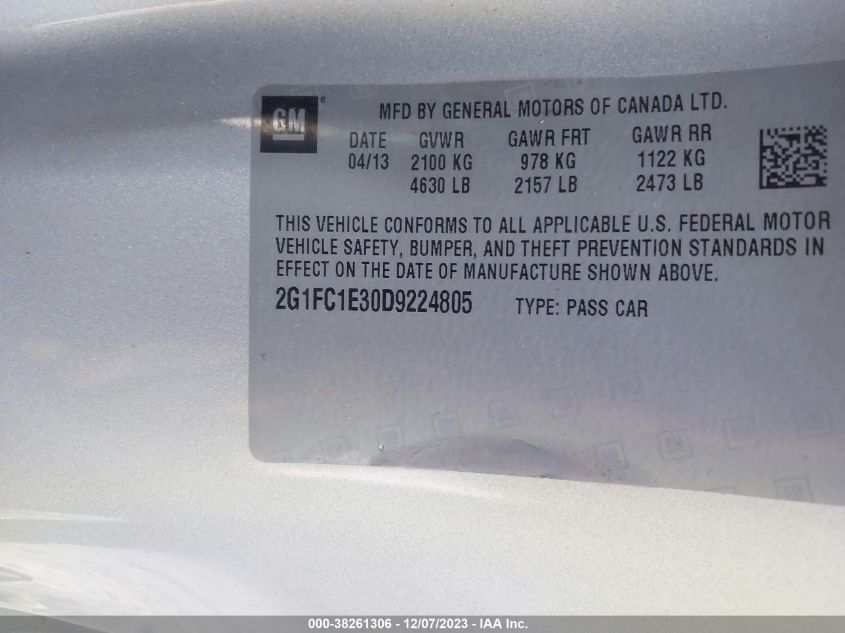 GM ®
MFD BY GENERAL MOTORS OF CANADA LTD.
DATE GVWR GAWR FRT GAWR RR
04/13 2100 KG 978 KG 1122 KG
4630 LB 2157 LB 2473 LB
THIS VEHICLE CONFORMS TO ALL APPLICABLE U.S. FEDERAL MOTOR
VEHICLE SAFETY, BUMPER, AND THEFT PREVENTION STANDARDS IN
EFFECT ON THE DATE OF MANUFACTURE SHOWN ABOVE.
2G1FC1E30D9224805 TYPE: PASS CAR
000-38261306 - 12/07/2023 - IAA Inc.